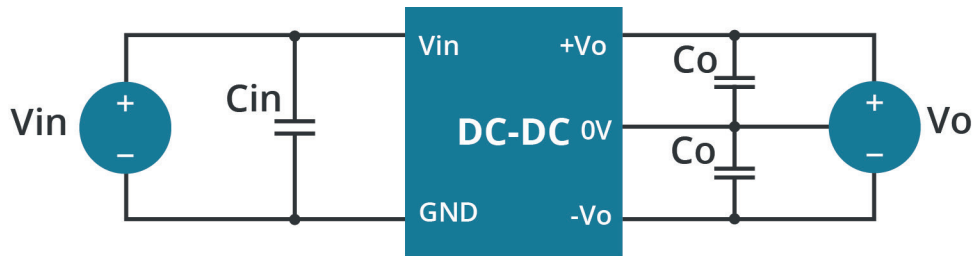 Vin
+
−
Cin
Vin
GND
DC-DC
+Vo
0V
-Vo
Co
Co
+
−
Vo